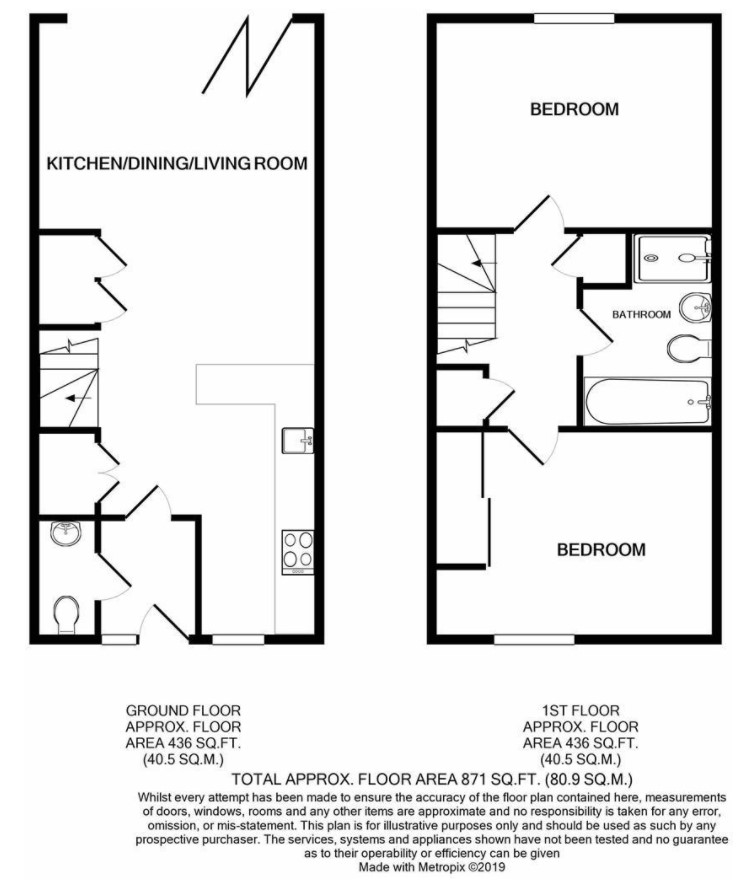 KITCHEN/DINING/LIVING ROOM
BEDROOM
BATHROOM
BEDROOM
GROUND FLOOR
APPROX. FLOOR
AREA 436 SQ.FT.
(40.5 SQ.M.)
1ST FLOOR
APPROX. FLOOR
AREA 436 SQ.FT.
(40.5 SQ.M.)
TOTAL APPROX. FLOOR AREA 871 SQ.FT. (80.9 SQ.M.)
Whilst every attempt has been made to ensure the accuracy of the floor plan contained here, measurements
of doors, windows, rooms and any other items are approximate and no responsibility is taken for any error,
omission, or mis-statement. This plan is for illustrative purposes only and should be used as such by any
prospective purchaser. The services, systems and appliances shown have not been tested and no guarantee
as to their operability or efficiency can be given
Made with Metropix ©2019